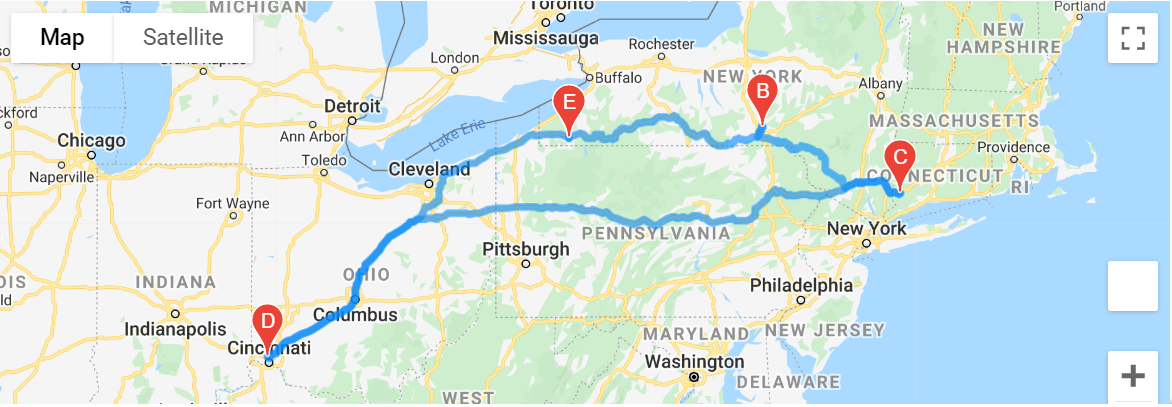 MICHIGAN
Toronto
Portland
Map
Satellite
Mississauga
Rochester
NEW
HAMPSHIRE
London
Buffalo
NEW YORK
B
Albany
E
Detroit
MASSACHUSETTS
Lake Erie
Chicago
Ann Arbor
C
Providence
Naperville
Toledo
Cleveland
CONNECTICUT
RI
Fort Wayne
New York
PENNSYLVANIA
Pittsburgh
OHIO
INDIANA
Philadelphia
Columbus
D
Indianapolis
MARYLAND
NEW JERSEY
Cincinnati
Washington
DELAWARE
WEST
+